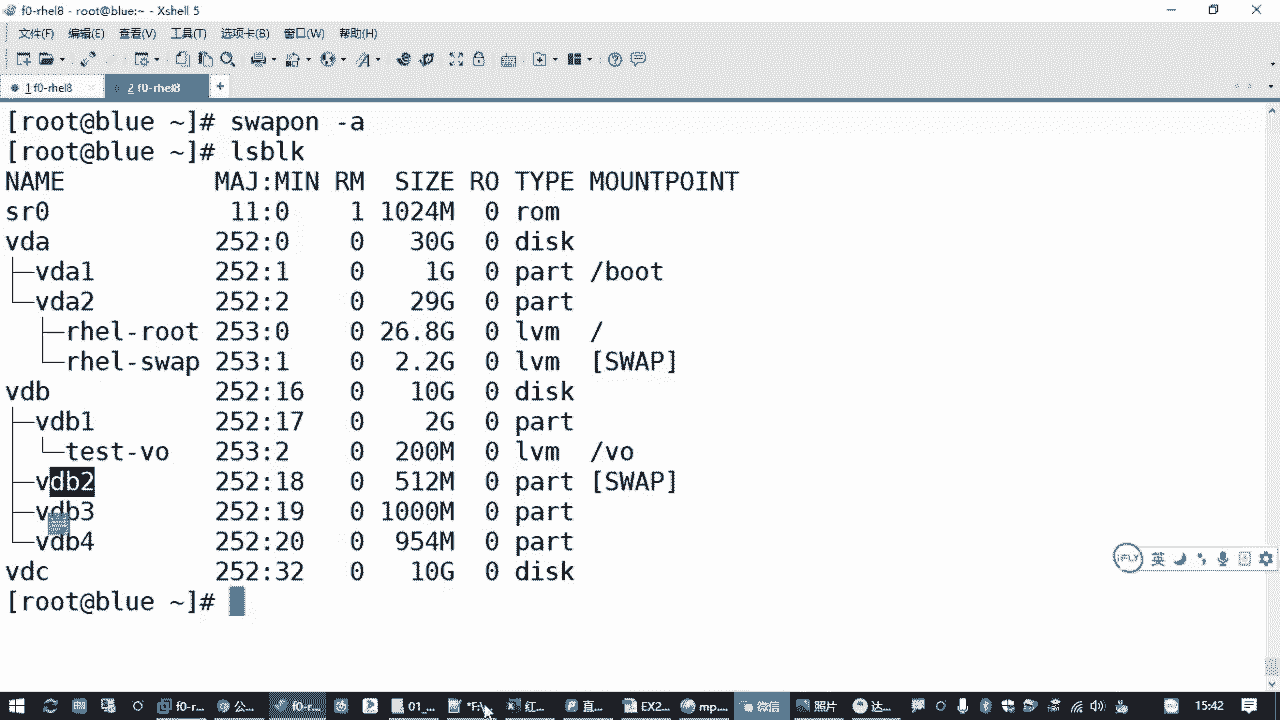 f0-rhel8 - root@blue:~ - Xshell 5
文件(F) 编辑(E) 查看(V) 工具(T) 选项卡(B) 窗口(W) 帮助(H)
1 f0-rhel8 2 f0-rhel8 +
[root@blue ~]# swapon -a
[root@blue ~]# lsblk
NAME MAJ:MIN RM SIZE RO TYPE MOUNTPOINT
sr0 11:0 1 1024M 0 rom
vda 252:0 0 30G 0 disk
├─vda1 252:1 0 1G 0 part /boot
└─vda2 252:2 0 29G 0 part
├─rhel-root 253:0 0 26.8G 0 lvm /
└─rhel-swap 253:1 0 2.2G 0 lvm [SWAP]
vdb 252:16 0 10G 0 disk
├─vdb1 252:17 0 2G 0 part
│ └─test-vo 253:2 0 200M 0 lvm /vo
├─vdb2 252:18 0 512M 0 part [SWAP]
├─vdb3 252:19 0 1000M 0 part
└─vdb4 252:20 0 954M 0 part
vdc 252:32 0 10G 0 disk
[root@blue ~]#
iFLY 英
f0-r... 公... f0-r... 01_... *F:\... 红... 直... EX2... mp... 微信 照片 达... 15:42